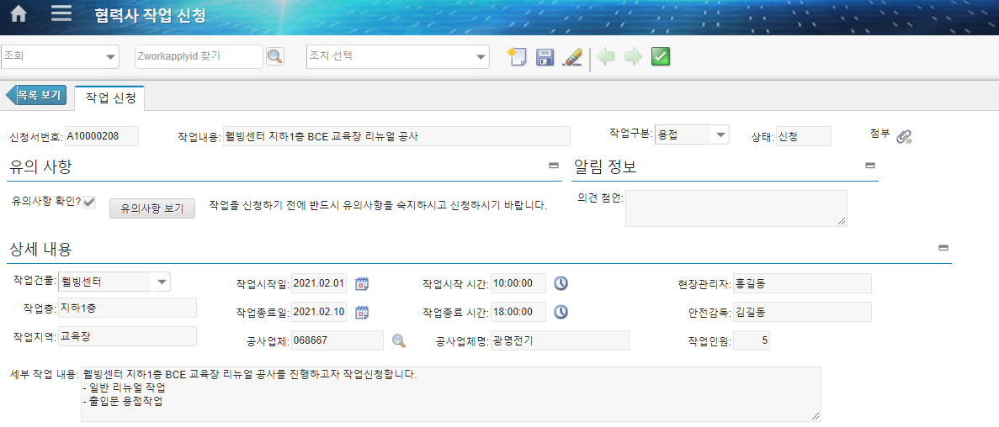 협력사 작업 신청
조회 Zworkapplyid 찾기 조치 선택
목록 보기 작업 신청
신청서번호: A10000208 작업내용: 웰빙센터 지하1층 BCE 교육장 리뉴얼 공사 작업구분: 용접 상태: 신청 첨부
유의 사항 알림 정보
유의사항 확인? 유의사항 보기 작업을 신청하기 전에 반드시 유의사항을 숙지하시고 신청하시기 바랍니다. 의견 첨언:
상세 내용
작업건물: 웰빙센터 작업시작일: 2021.02.01 작업시작 시간: 10:00:00 현장관리자: 홍길동
작업층: 지하1층 작업종료일: 2021.02.10 작업종료 시간: 18:00:00 안전감독: 김길동
작업지역: 교육장 공사업체: 068667 공사업체명: 광명전기 작업인원: 5
세부 작업 내용: 웰빙센터 지하1층 BCE 교육장 리뉴얼 공사를 진행하고자 작업신청합니다.
- 일반 리뉴얼 작업
- 출입문 용접작업